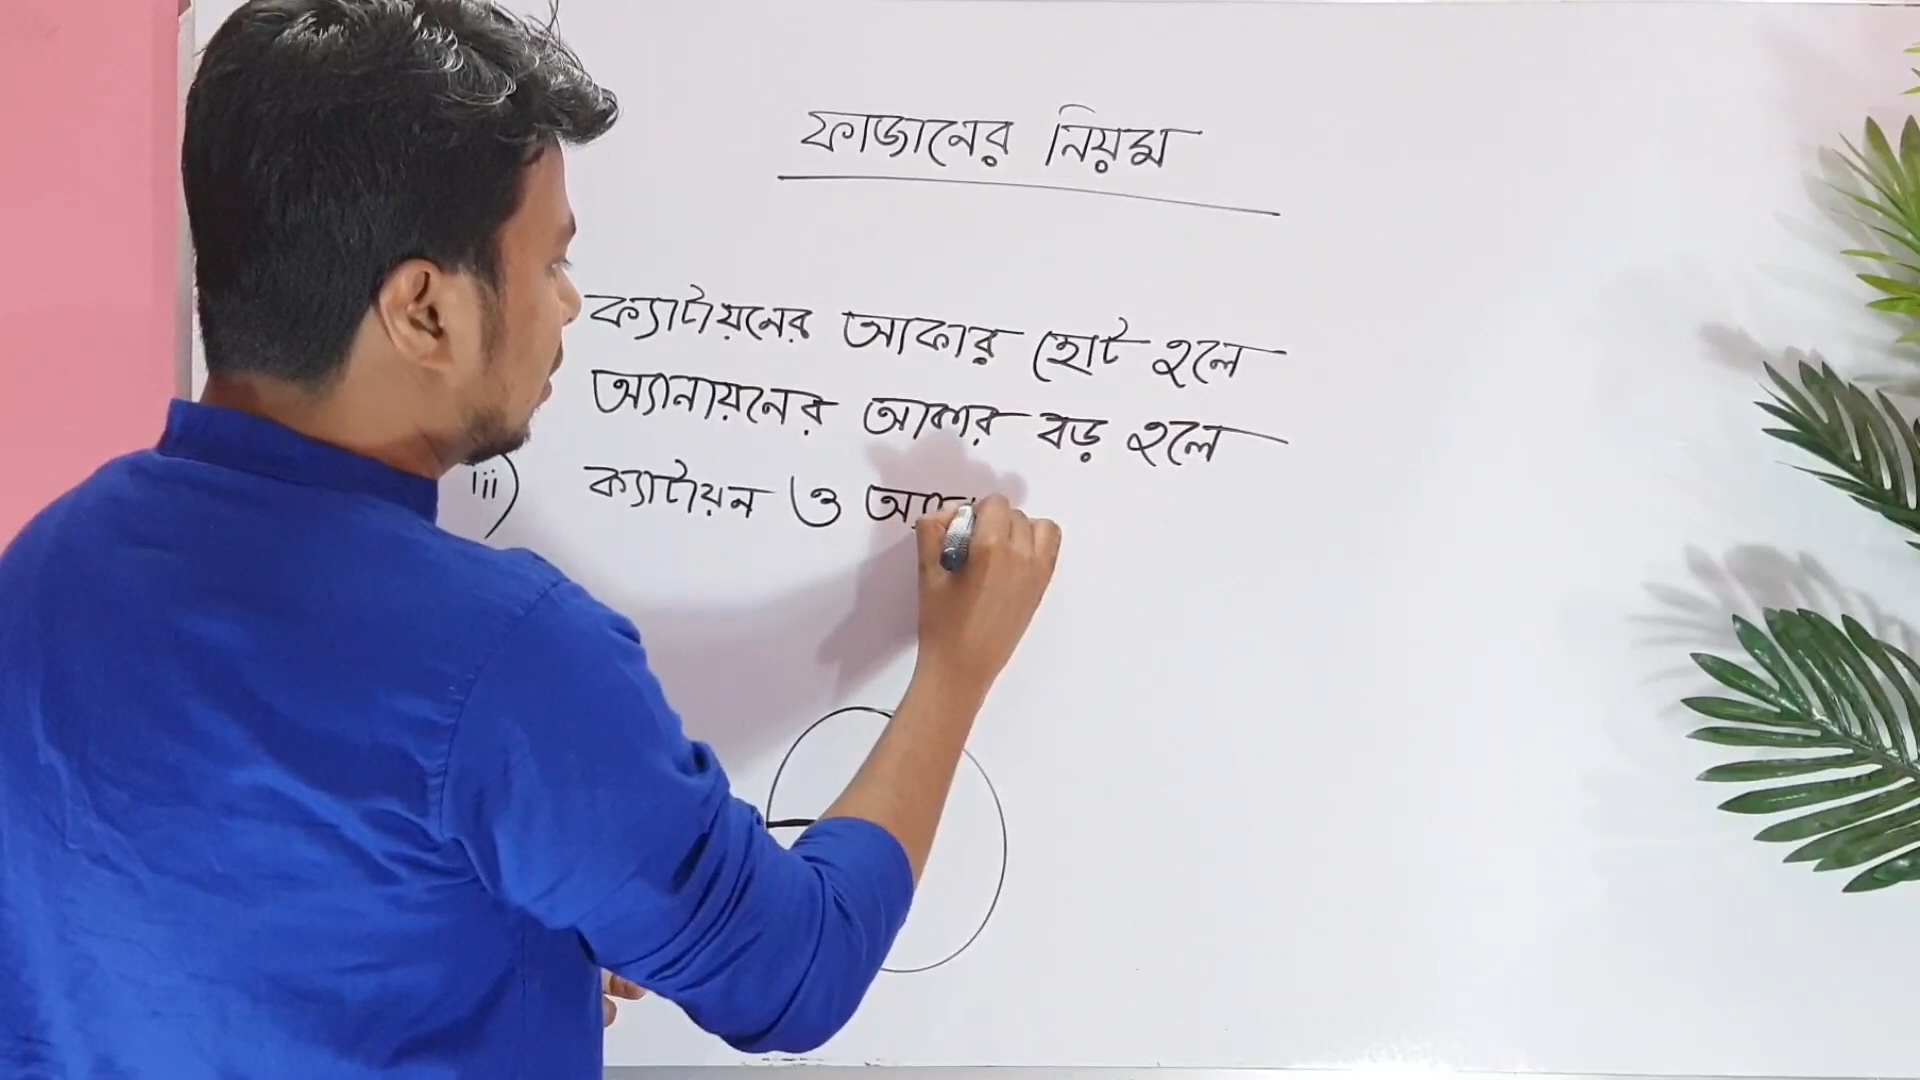 ফাজানের নিয়ম
ক্যাটায়নের আকার ছোট হলে
অ্যানায়নের আকার বড় হলে
iii) ক্যাটায়ন ও